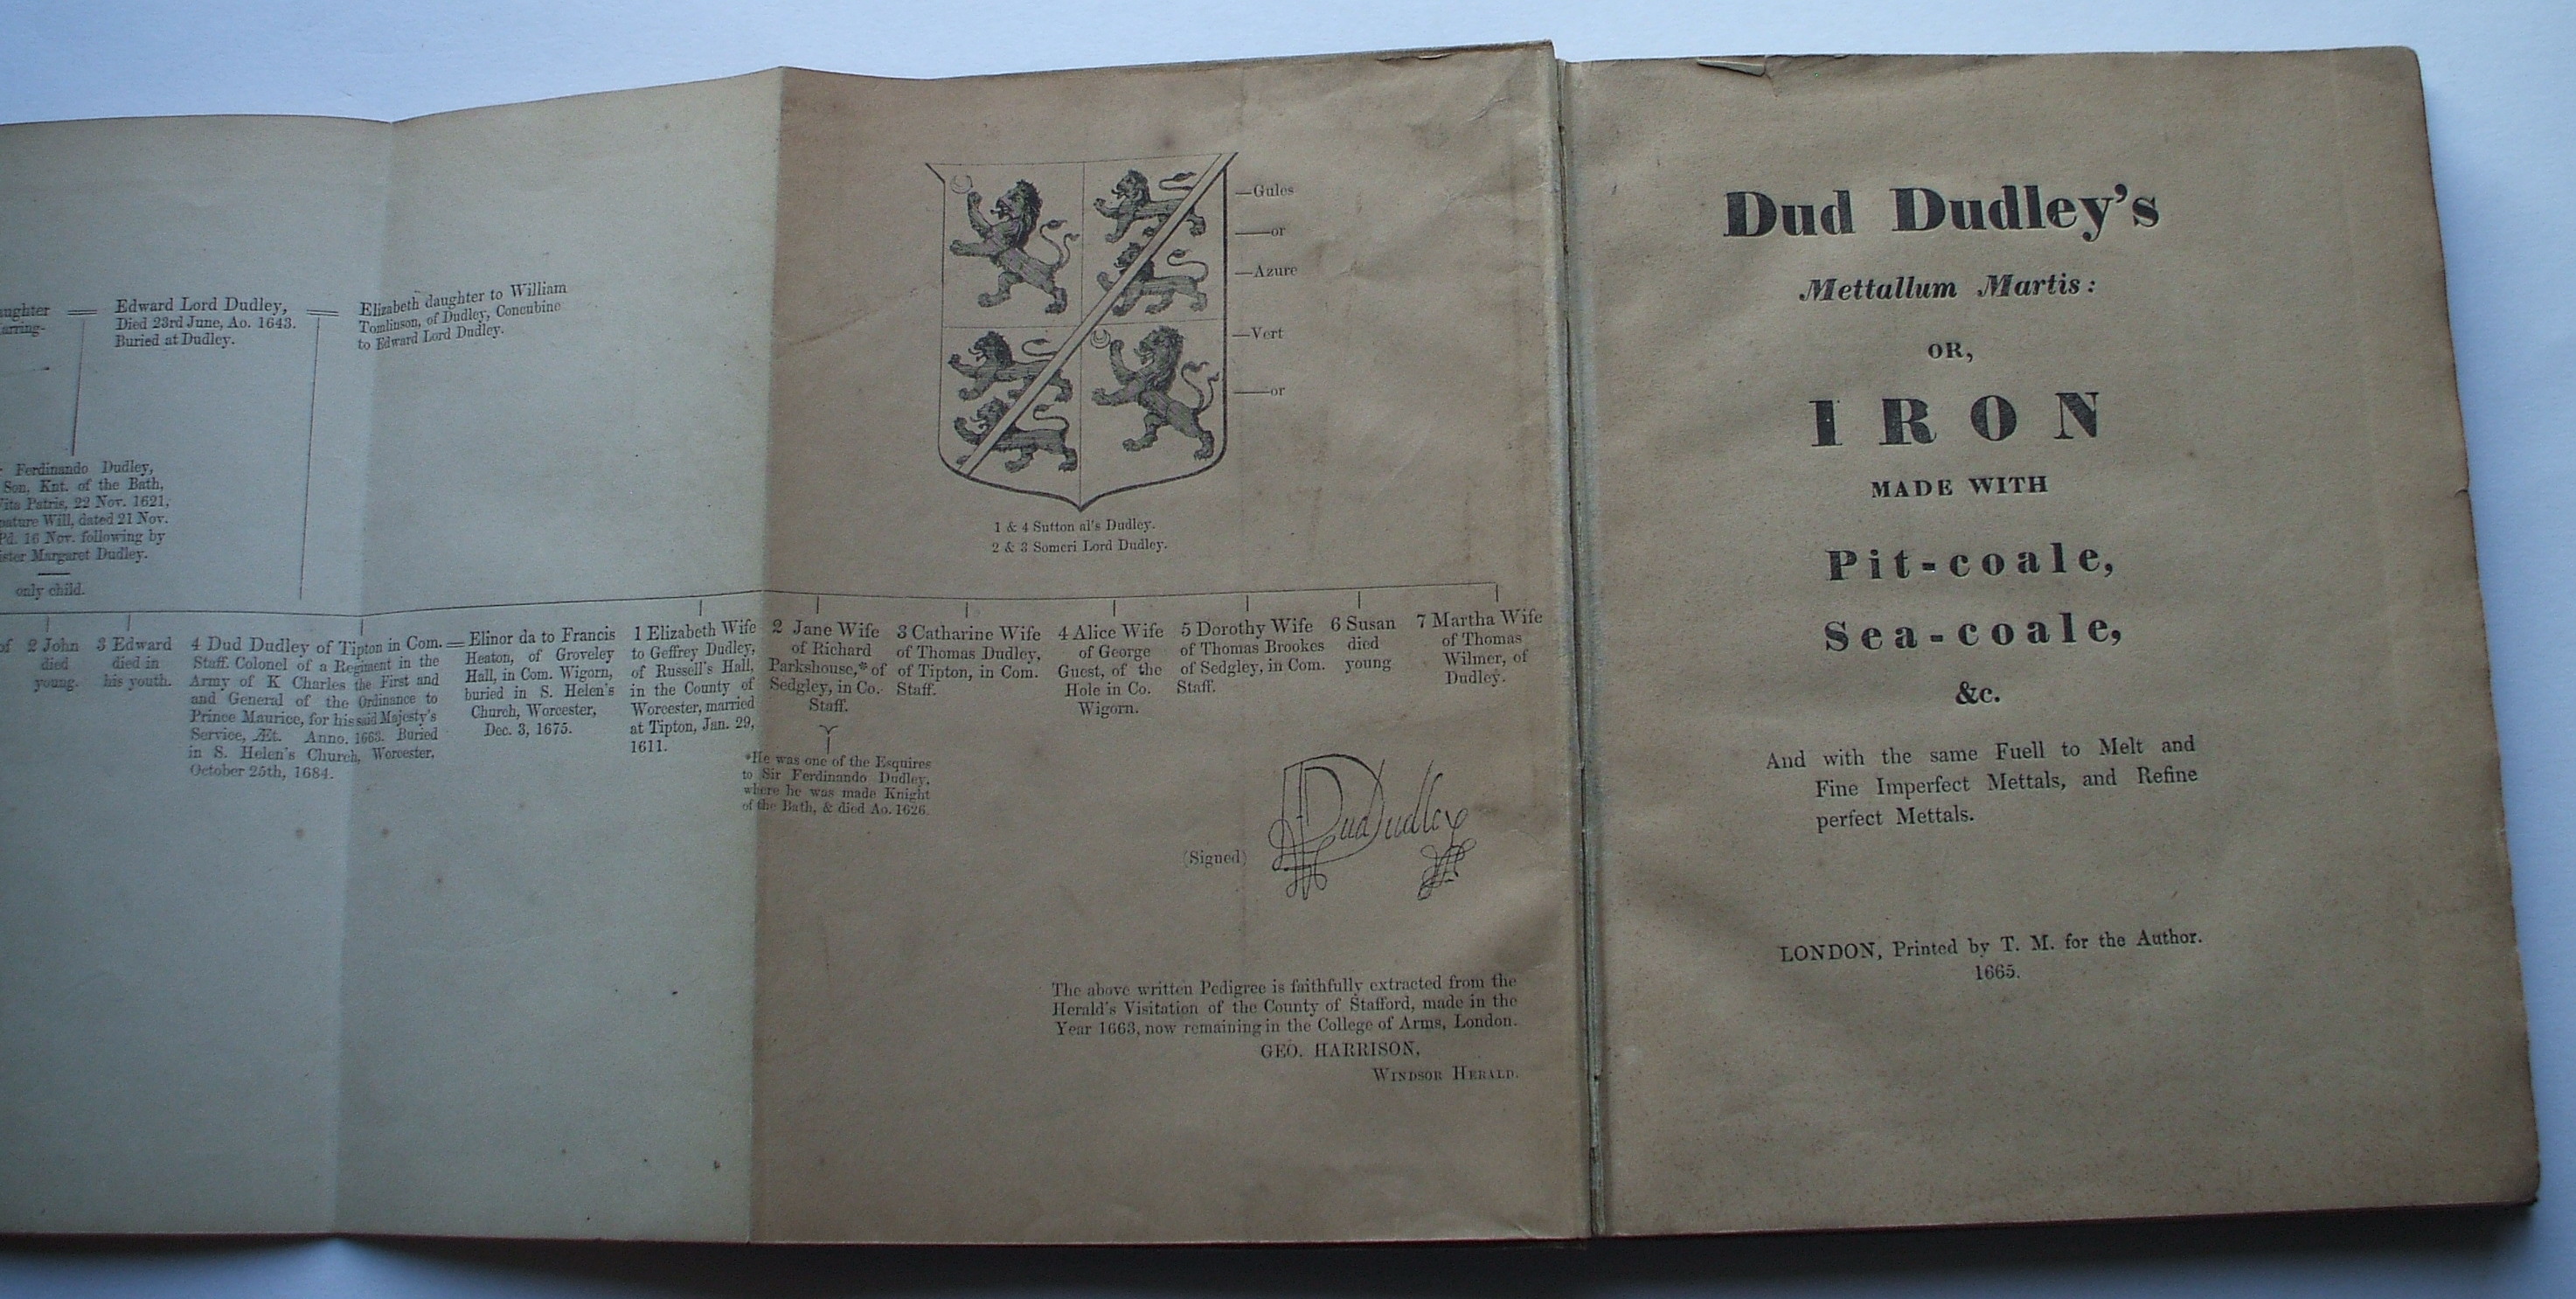 Edward Lord Dudley,
Died 23rd June, Ao. 1643.
Buried at Dudley.
Elizabeth daughter to William
Tomlinson, of Dudley, Concubine
to Edward Lord Dudley.
Ferdinando Dudley,
Son, Knt. of the Bath,
Vita Patris, 22 Nov. 1621,
Will, dated 21 Nov.
Pd. 16 Nov. following by
Margaret Dudley.
only child.
—Gules
—or
—Azure
—Vert
—or
1 & 4 Sutton al's Dudley.
2 & 3 Someri Lord Dudley.
of
2 John
died
young.
3 Edward
died in
his youth.
4 Dud Dudley of Tipton in Com.
Staff. Colonel of a Regiment in the
Army of K Charles the First and
and General of the Ordinance to
Prince Maurice, for his said Majesty's
Service, Æt. Anno. 1663. Buried
in S. Helen's Church, Worcester,
October 25th, 1684.
Elinor da to Francis
Heaton, of Groveley
Hall, in Com. Wigorn,
buried in S. Helen's
Church, Worcester,
Dec. 3, 1675.
1 Elizabeth Wife
to Geffrey Dudley,
of Russell's Hall,
in the County of
Worcester, married
at Tipton, Jan. 29,
1611.
2 Jane Wife
of Richard
Parkshouse,* of
Sedgley, in Co.
Staff.
*He was one of the Esquires
to Sir Ferdinando Dudley,
where he was made Knight
of the Bath, & died Ao. 1626.
3 Catharine Wife
of Thomas Dudley,
of Tipton, in Com.
Staff.
4 Alice Wife
of George
Guest, of the
Hole in Co.
Wigorn.
5 Dorothy Wife
of Thomas Brookes
of Sedgley, in Com.
Staff.
6 Susan
died
young
7 Martha Wife
of Thomas
Wilmer, of
Dudley.
(Signed) Dud Dudley
The above written Pedigree is faithfully extracted from the
Herald's Visitation of the County of Stafford, made in the
Year 1663, now remaining in the College of Arms, London.
GEO. HARRISON,
WINDSOR HERALD.
Dud Dudley's
Mettallum Martis:
OR,
IRON
MADE WITH
Pit-coale,
Sea-coale,
&c.
And with the same Fuell to Melt and
Fine Imperfect Mettals, and Refine
perfect Mettals.
LONDON, Printed by T. M. for the Author.
1665.